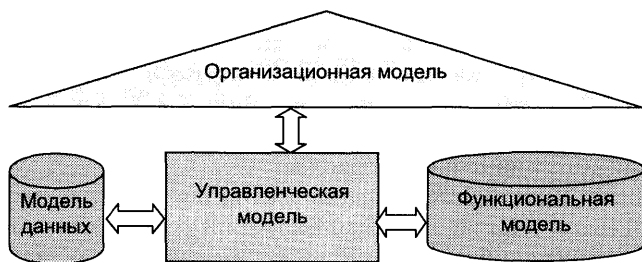 Организационная модель
Модель
данных
Управленческая
модель
Функциональная
модель